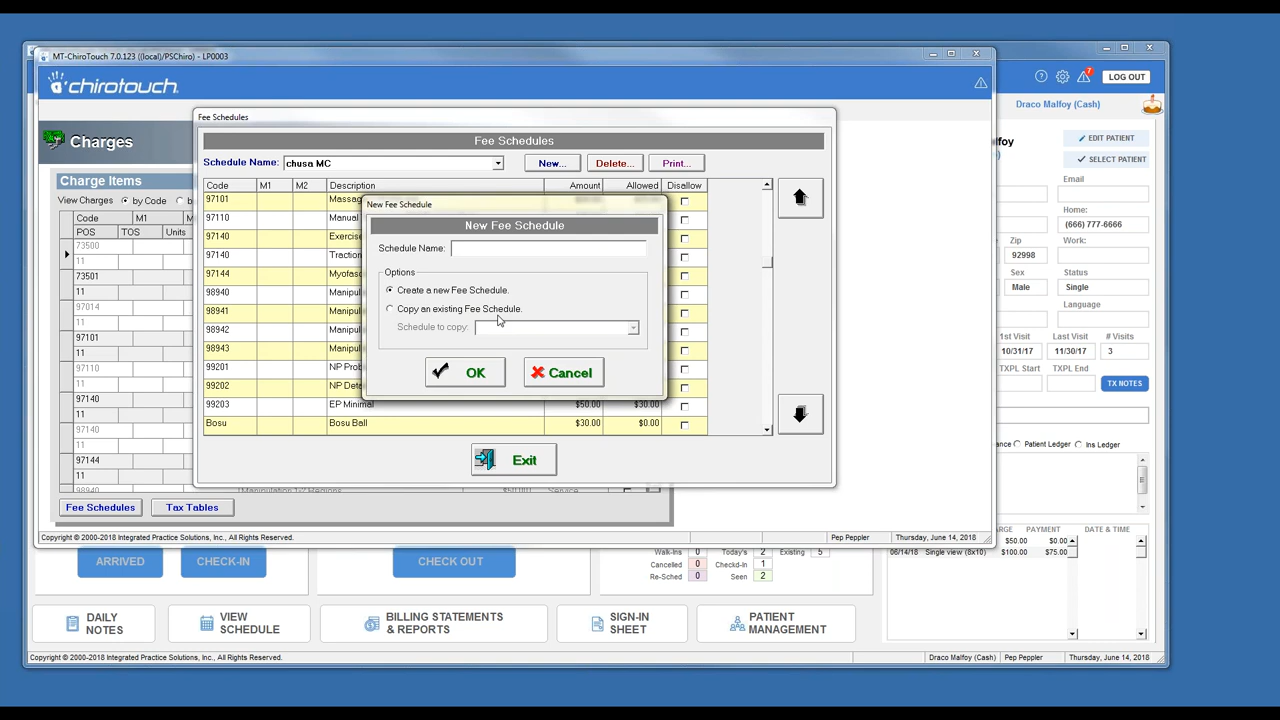 MT-ChiroTouch 7.0.123 ((local)/PSChiro) - LP0003
chirotouch.
7
LOG OUT
Draco Malfoy (Cash)
Charges
Fee Schedules
Fee Schedules
Schedule Name: chusa MC New... Delete... Print...
Code M1 M2 Description Amount Allowed Disallow
97101
97110 Manual
97140 Exercise
97140
97144
98940 Manipul
98941 Manipul
98942 Manipul
98943 Manipul
99201
99202
99203 EP Minimal $50.00 $30.00
Bosu Bosu Ball $30.00 $0.00
Exit
New Fee Schedule
New Fee Schedule
Schedule Name:
Options
Create a new Fee Schedule.
Copy an existing Fee Schedule.
Schedule to copy:
OK Cancel
Charge Items
View Charges by Code
Code M1
POS TOS Units
73500
11
73501
11
97014
11
97101
11
97110
11
97140
11
97140
11
97144
11
98940
Fee Schedules Tax Tables
Copyright © 2000-2018 Integrated Practice Solutions, Inc., All Rights Reserved. Pep Peppler Thursday, June 14, 2018
lfoy
EDIT PATIENT
SELECT PATIENT
Email
Home:
(666) 777-6666
Zip Work:
92998
Sex Status
Male Single
Language
1st Visit Last Visit # Visits
10/31/17 11/30/17 3
TXPL Start TXPL End
TX NOTES
Patient Ledger Ins Ledger
PAYMENT DATE & TIME
$50.00 $0.00
06/14/18 Single view (8x10) $100.00 $75.00
ARRIVED CHECK-IN CHECK OUT
Walk-Ins 0 Today's 2 Existing 5
Cancelled 0 Checkd-In 1
Re-Sched 0 Seen 2
DAILY NOTES
VIEW SCHEDULE
BILLING STATEMENTS & REPORTS
SIGN-IN SHEET
PATIENT MANAGEMENT
Copyright © 2000-2018 Integrated Practice Solutions, Inc., All Rights Reserved. Draco Malfoy (Cash) Pep Peppler Thursday, June 14, 2018